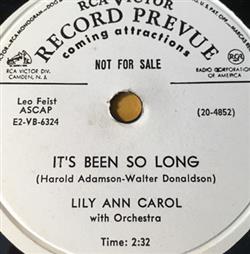 RCA VICTOR
RECORD PREVUE
coming attractions
RCA VICTOR DIV.
CAMDEN, N. J.
NOT FOR SALE
RADIO CORPORATION
OF AMERICA
Leo Feist
ASCAP
E2-VB-6324
(20-4852)
IT'S BEEN SO LONG
(Harold Adamson-Walter Donaldson)
LILY ANN CAROL
with Orchestra
Time: 2:32